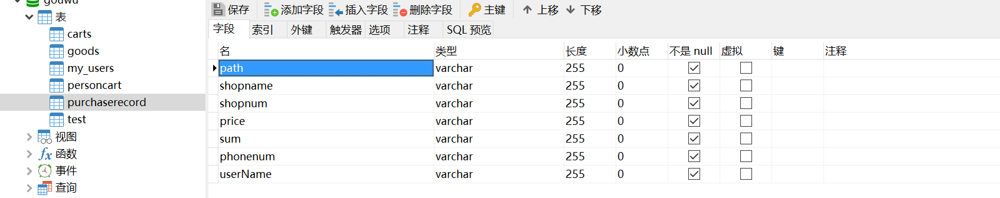 gouwu
表
carts
goods
my_users
personcart
purchaserecord
test
视图
fx 函数
事件
查询
保存 添加字段 插入字段 删除字段 主键 上移 下移
字段 索引 外键 触发器 选项 注释 SQL 预览
名 类型 长度 小数点 不是 null 虚拟 键 注释
path varchar 255 0
shopname varchar 255 0
shopnum varchar 255 0
price varchar 255 0
sum varchar 255 0
phonenum varchar 255 0
userName varchar 255 0